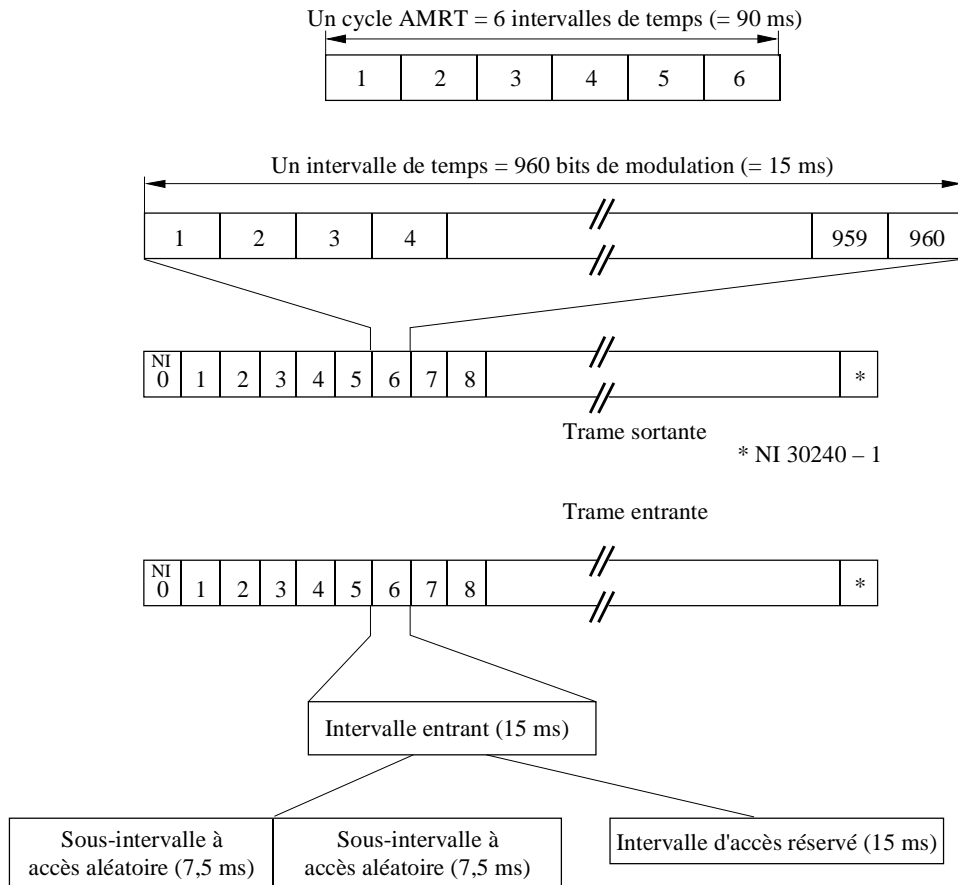 Un cycle AMRT = 6 intervalles de temps (= 90 ms)
1 2 3 4 5 6
Un intervalle de temps = 960 bits de modulation (= 15 ms)
1 2 3 4 959 960
NI
0 1 2 3 4 5 6 7 8 *
Trame sortante
* NI 30240 – 1
Trame entrante
NI
0 1 2 3 4 5 6 7 8 *
Intervalle entrant (15 ms)
Sous-intervalle à
accès aléatoire (7,5 ms)
Sous-intervalle à
accès aléatoire (7,5 ms)
Intervalle d'accès réservé (15 ms)